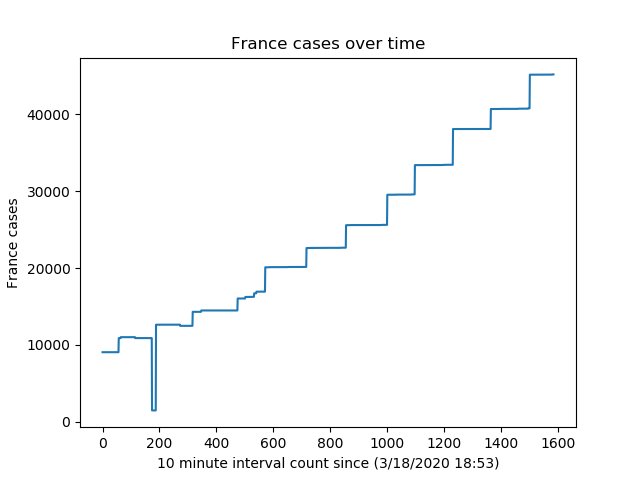 France cases over time
40000
30000
20000
10000
0
France cases
0 200 400 600 800 1000 1200 1400 1600
10 minute interval count since (3/18/2020 18:53)